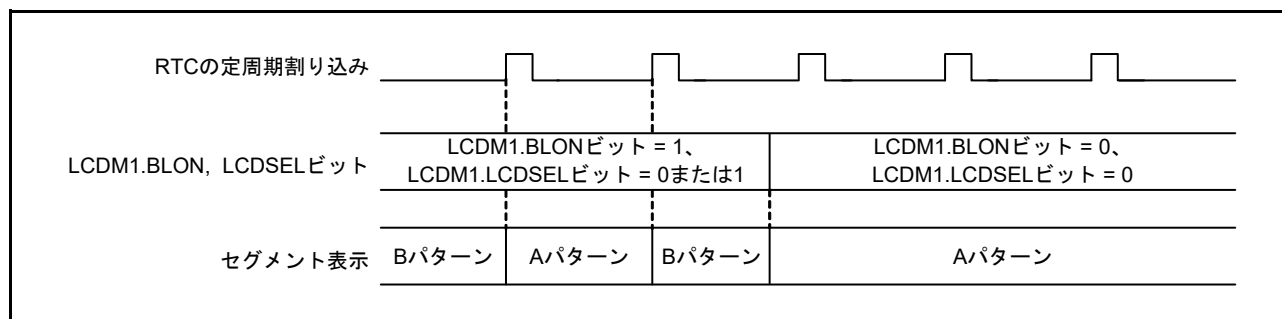 RTCの定周期割り込み
LCDM1.BLON, LCDSELビット
LCDM1.BLONビット = 1、
LCDM1.LCDSELビット = 0または1
LCDM1.BLONビット = 0、
LCDM1.LCDSELビット = 0
セグメント表示
Bパターン
Aパターン
Bパターン
Aパターン